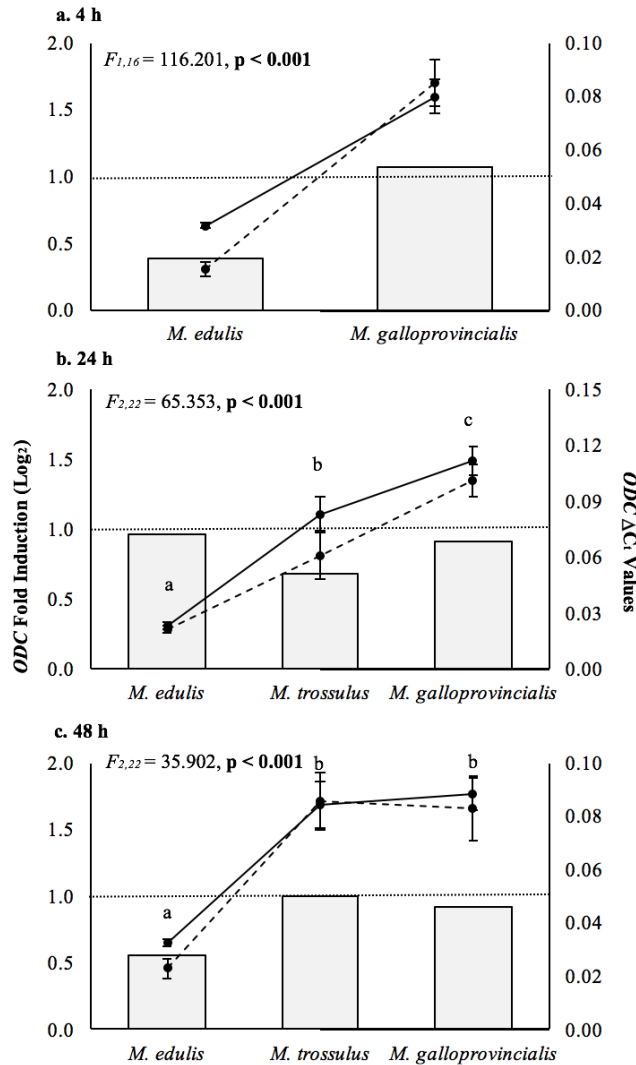 a. 4 h
F1,16 = 116.201, p < 0.001
2.0
1.5
1.0
0.5
0.0
0.10
0.08
0.06
0.04
0.02
0.00
M. edulis M. galloprovincialis
b. 24 h
F2,22 = 65.353, p < 0.001
2.0
1.5
1.0
0.5
0.0
a
b
c
0.15
0.12
0.09
0.06
0.03
0.00
ODC Fold Induction (Log2)
ODC ΔCt Values
M. edulis M. trossulus M. galloprovincialis
c. 48 h
F2,22 = 35.902, p < 0.001
2.0
1.5
1.0
0.5
0.0
a
b
b
0.10
0.08
0.06
0.04
0.02
0.00
M. edulis M. trossulus M. galloprovincialis